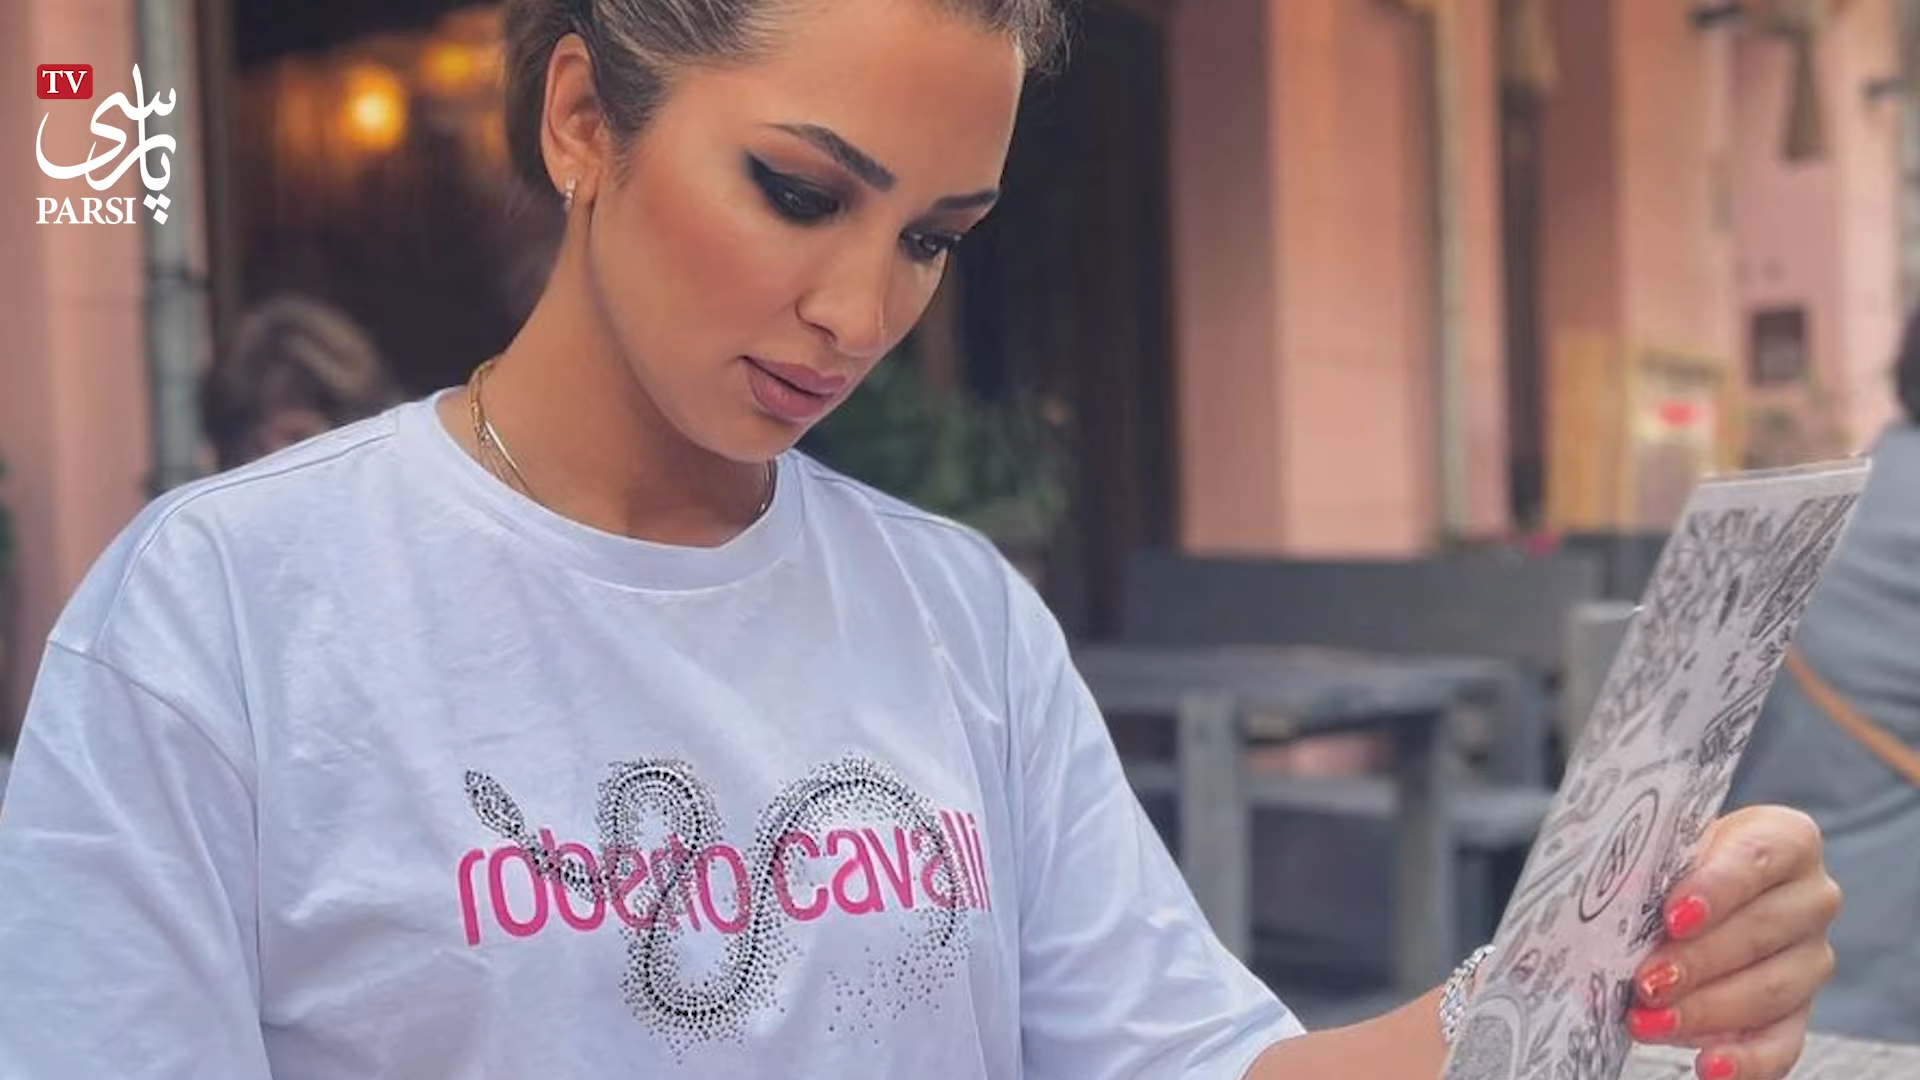 TV
پارسی
PARSI
roberto cavalli